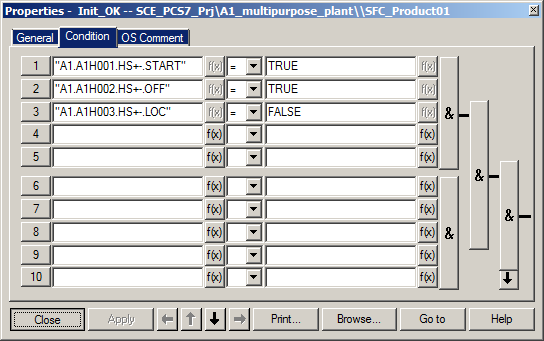 Properties - Init_OK -- SCE_PCS7_Prj\A1_multipurpose_plant\\SFC_Product01
General Condition OS Comment
1 "A1.A1H001.HS+-.START" f(x) = TRUE f(x)
2 "A1.A1H002.HS+-.OFF" f(x) = TRUE f(x)
3 "A1.A1H003.HS+-.LOC" f(x) = FALSE f(x)
&
4 f(x) f(x)
5 f(x) f(x)
&
6 f(x) f(x)
7 f(x) f(x)
&
8 f(x) f(x)
&
9 f(x) f(x)
10 f(x) f(x)
Close Apply Print... Browse... Go to Help